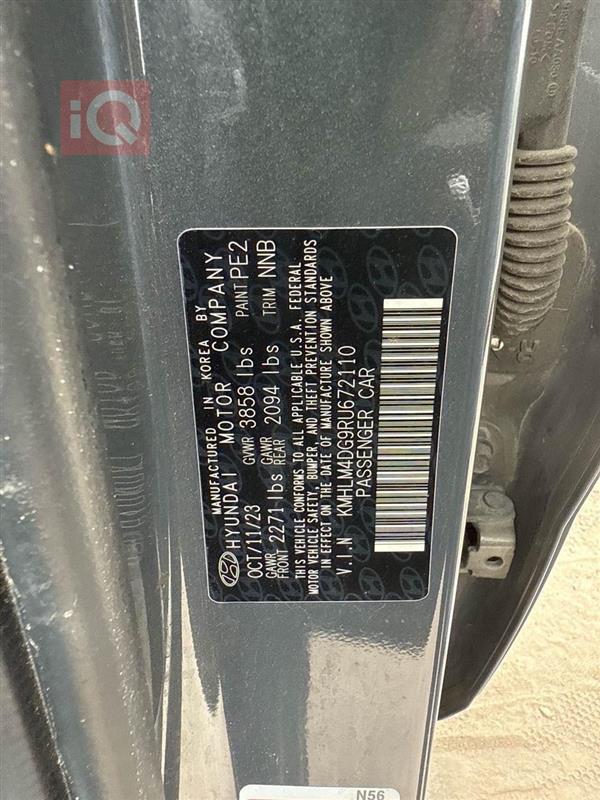 iQ
MANUFACTURED IN KOREA BY
HYUNDAI MOTOR COMPANY
OCT/11/23 GVWR 3858 lbs PAINT PE2
GAWR FRONT 2271 lbs GAWR REAR 2094 lbs TRIM NNB
THIS VEHICLE CONFORMS TO ALL APPLICABLE U.S.A. FEDERAL
MOTOR VEHICLE SAFETY, BUMPER, AND THEFT PREVENTION STANDARDS
IN EFFECT ON THE DATE OF MANUFACTURE SHOWN ABOVE
V.I.N KMHLM4DG9RU672110
PASSENGER CAR
N56